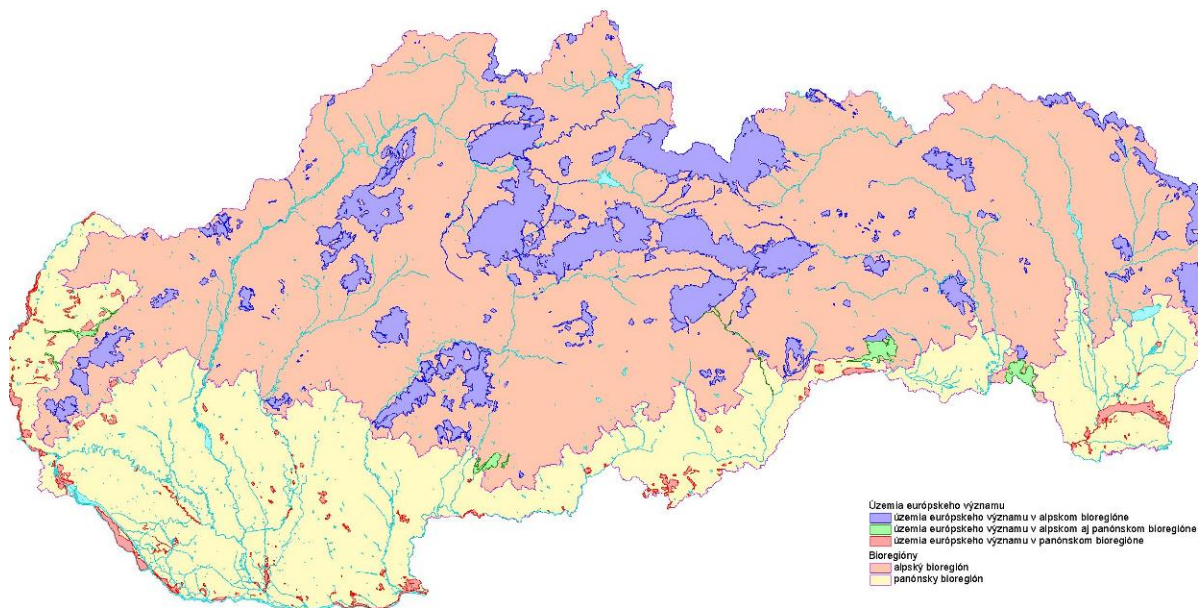 Územia európskeho významu
územia európskeho významu v alpskom bioregióne
územia európskeho významu v alpskom aj panónskom bioregióne
územia európskeho významu v panónskom bioregióne
Bioregióny
alpský bioregión
panónsky bioregión